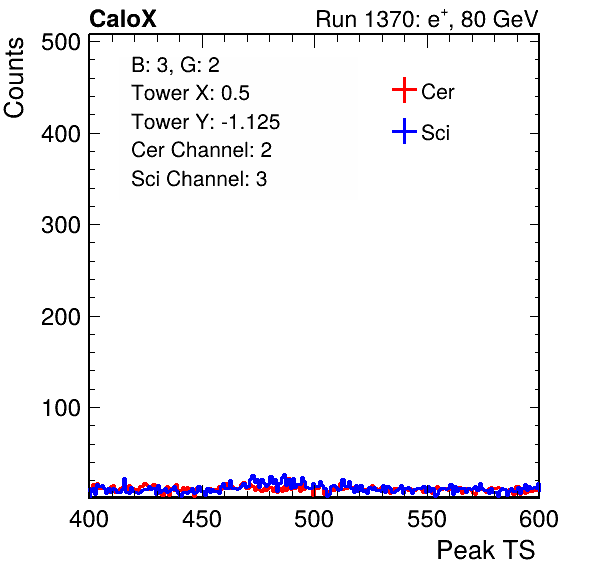 CaloX
Run 1370: e+, 80 GeV
Counts
500
400
300
200
100
B: 3, G: 2
Tower X: 0.5
Tower Y: -1.125
Cer Channel: 2
Sci Channel: 3
Cer
Sci
400 450 500 550 600
Peak TS